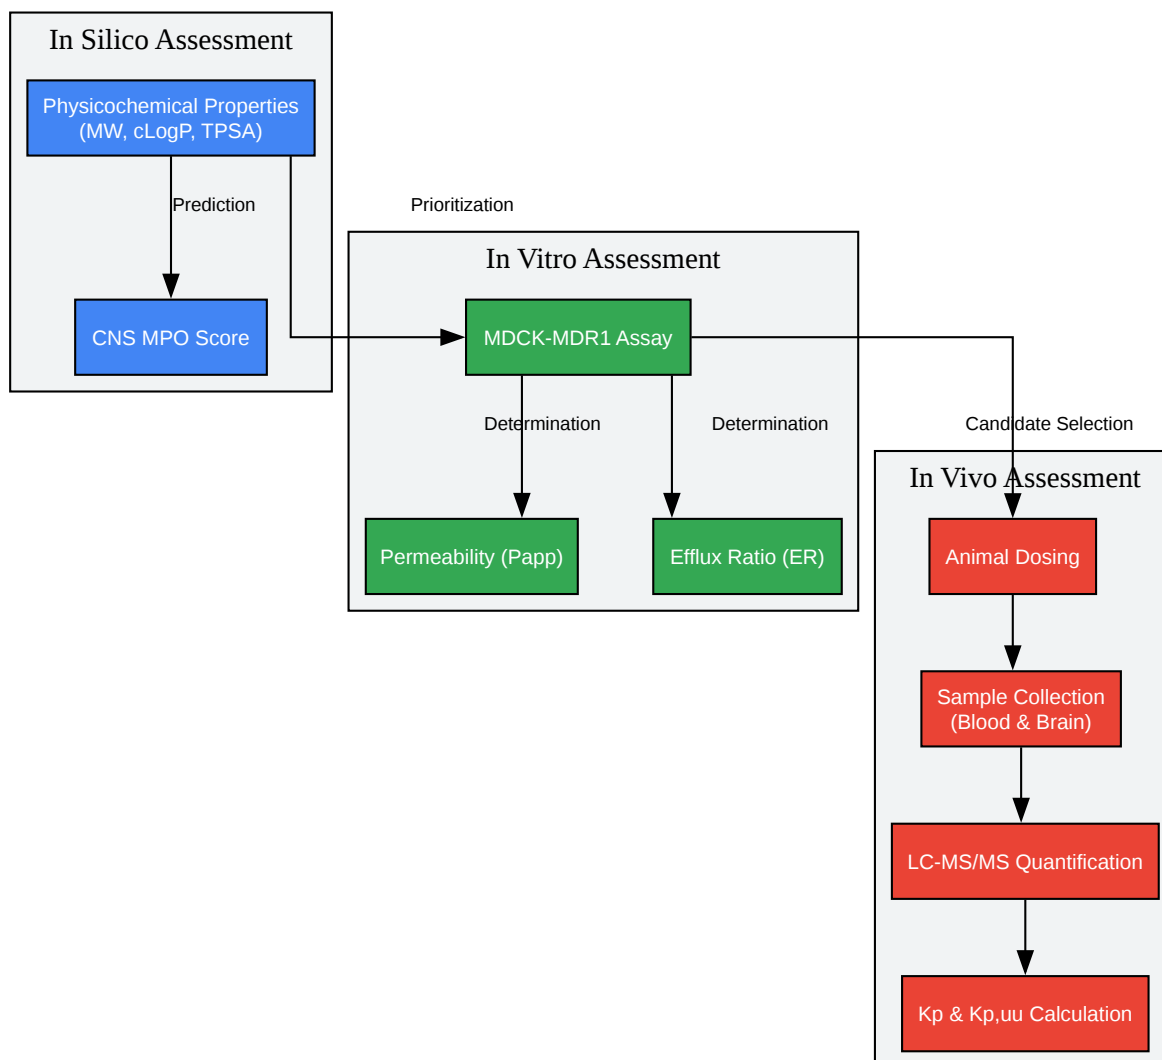 In Silico Assessment
Physicochemical Properties
(MW, cLogP, TPSA)
Prediction
CNS MPO Score
Prioritization
In Vitro Assessment
MDCK-MDR1 Assay
Determination
Determination
Permeability (Papp)
Efflux Ratio (ER)
Candidate Selection
In Vivo Assessment
Animal Dosing
Sample Collection
(Blood & Brain)
LC-MS/MS Quantification
Kp & Kp,uu Calculation